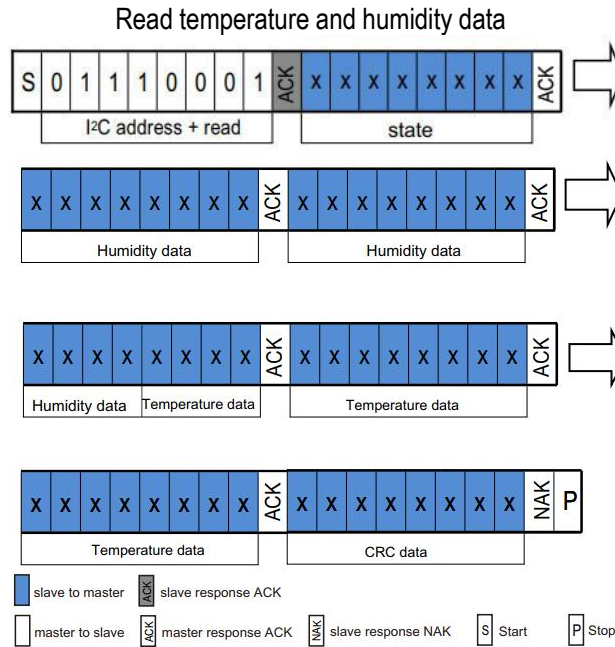 Read temperature and humidity data
S 0 1 1 1 0 0 0 1 ACK X X X X X X X X ACK
I²C address + read state
X X X X X X X X ACK X X X X X X X X ACK
Humidity data Humidity data
X X X X X X X X ACK X X X X X X X X ACK
Humidity data Temperature data Temperature data
X X X X X X X X ACK X X X X X X X X NAK P
Temperature data CRC data
slave to master ACK slave response ACK
master to slave ACK master response ACK NAK slave response NAK S Start P Stop